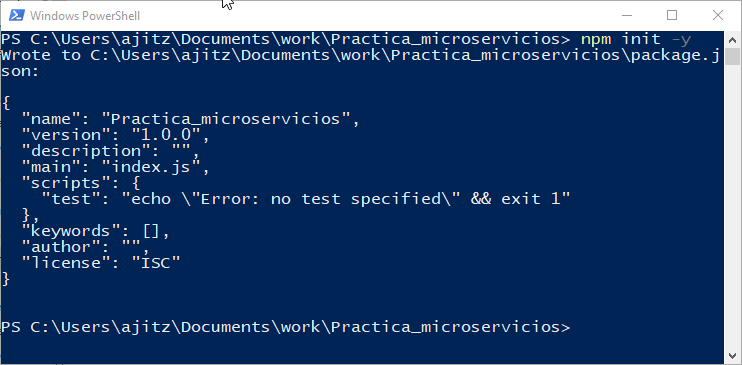 Windows PowerShell
PS C:\Users\ajitz\Documents\work\Practica_microservicios> npm init -y
Wrote to C:\Users\ajitz\Documents\work\Practica_microservicios\package.j
son:
{
  "name": "Practica_microservicios",
  "version": "1.0.0",
  "description": "",
  "main": "index.js",
  "scripts": {
    "test": "echo \"Error: no test specified\" && exit 1"
  },
  "keywords": [],
  "author": "",
  "license": "ISC"
}
PS C:\Users\ajitz\Documents\work\Practica_microservicios>